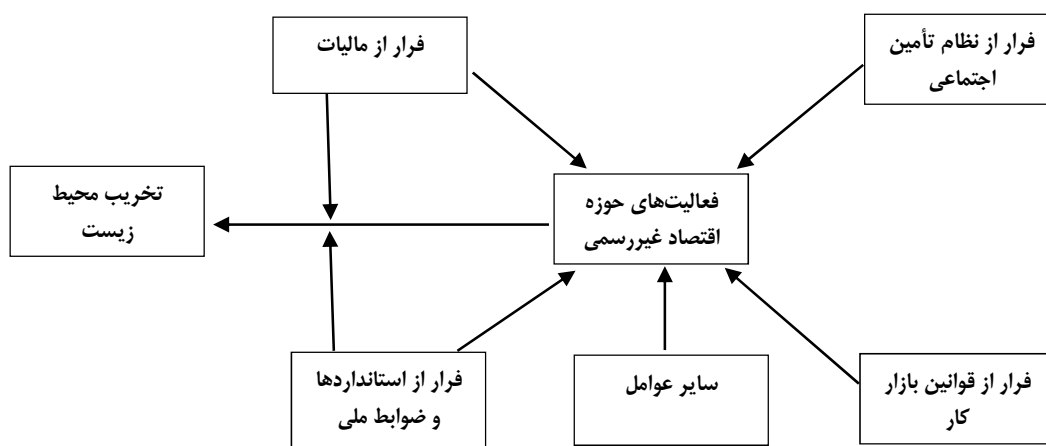 فرار از نظام تأمین
اجتماعی
فرار از مالیات
فعالیت‌های حوزه
اقتصاد غیررسمی
تخریب محیط
زیست
فرار از قوانین بازار
کار
سایر عوامل
فرار از استانداردها
و ضوابط ملی